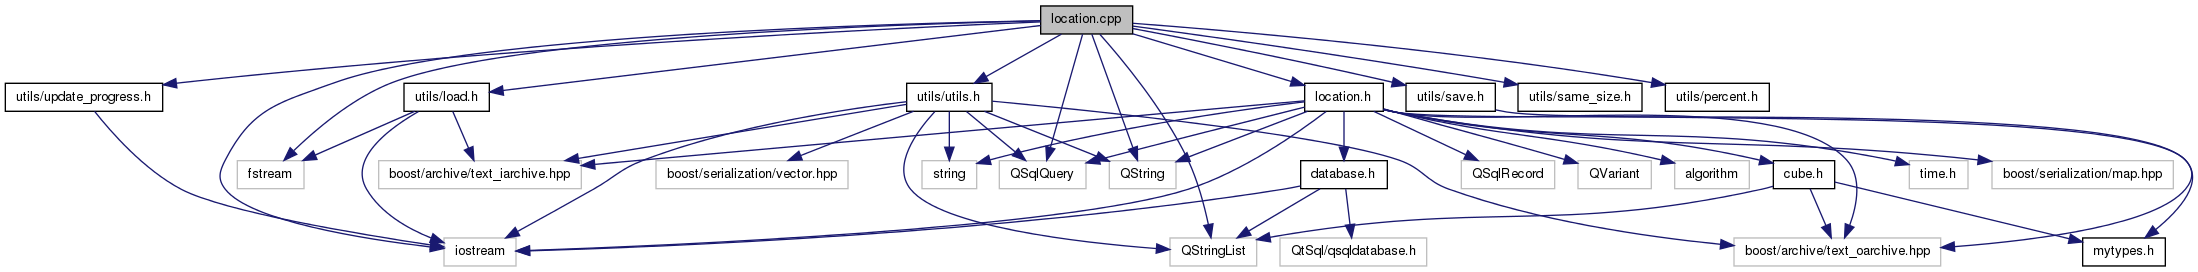 location.cpp
utils/update_progress.h
utils/load.h
utils/utils.h
location.h
utils/save.h
utils/same_size.h
utils/percent.h
fstream
boost/archive/text_iarchive.hpp
boost/serialization/vector.hpp
string
QSqlQuery
QString
database.h
QSqlRecord
QVariant
algorithm
cube.h
time.h
boost/serialization/map.hpp
iostream
QStringList
QtSql/qsqldatabase.h
boost/archive/text_oarchive.hpp
mytypes.h